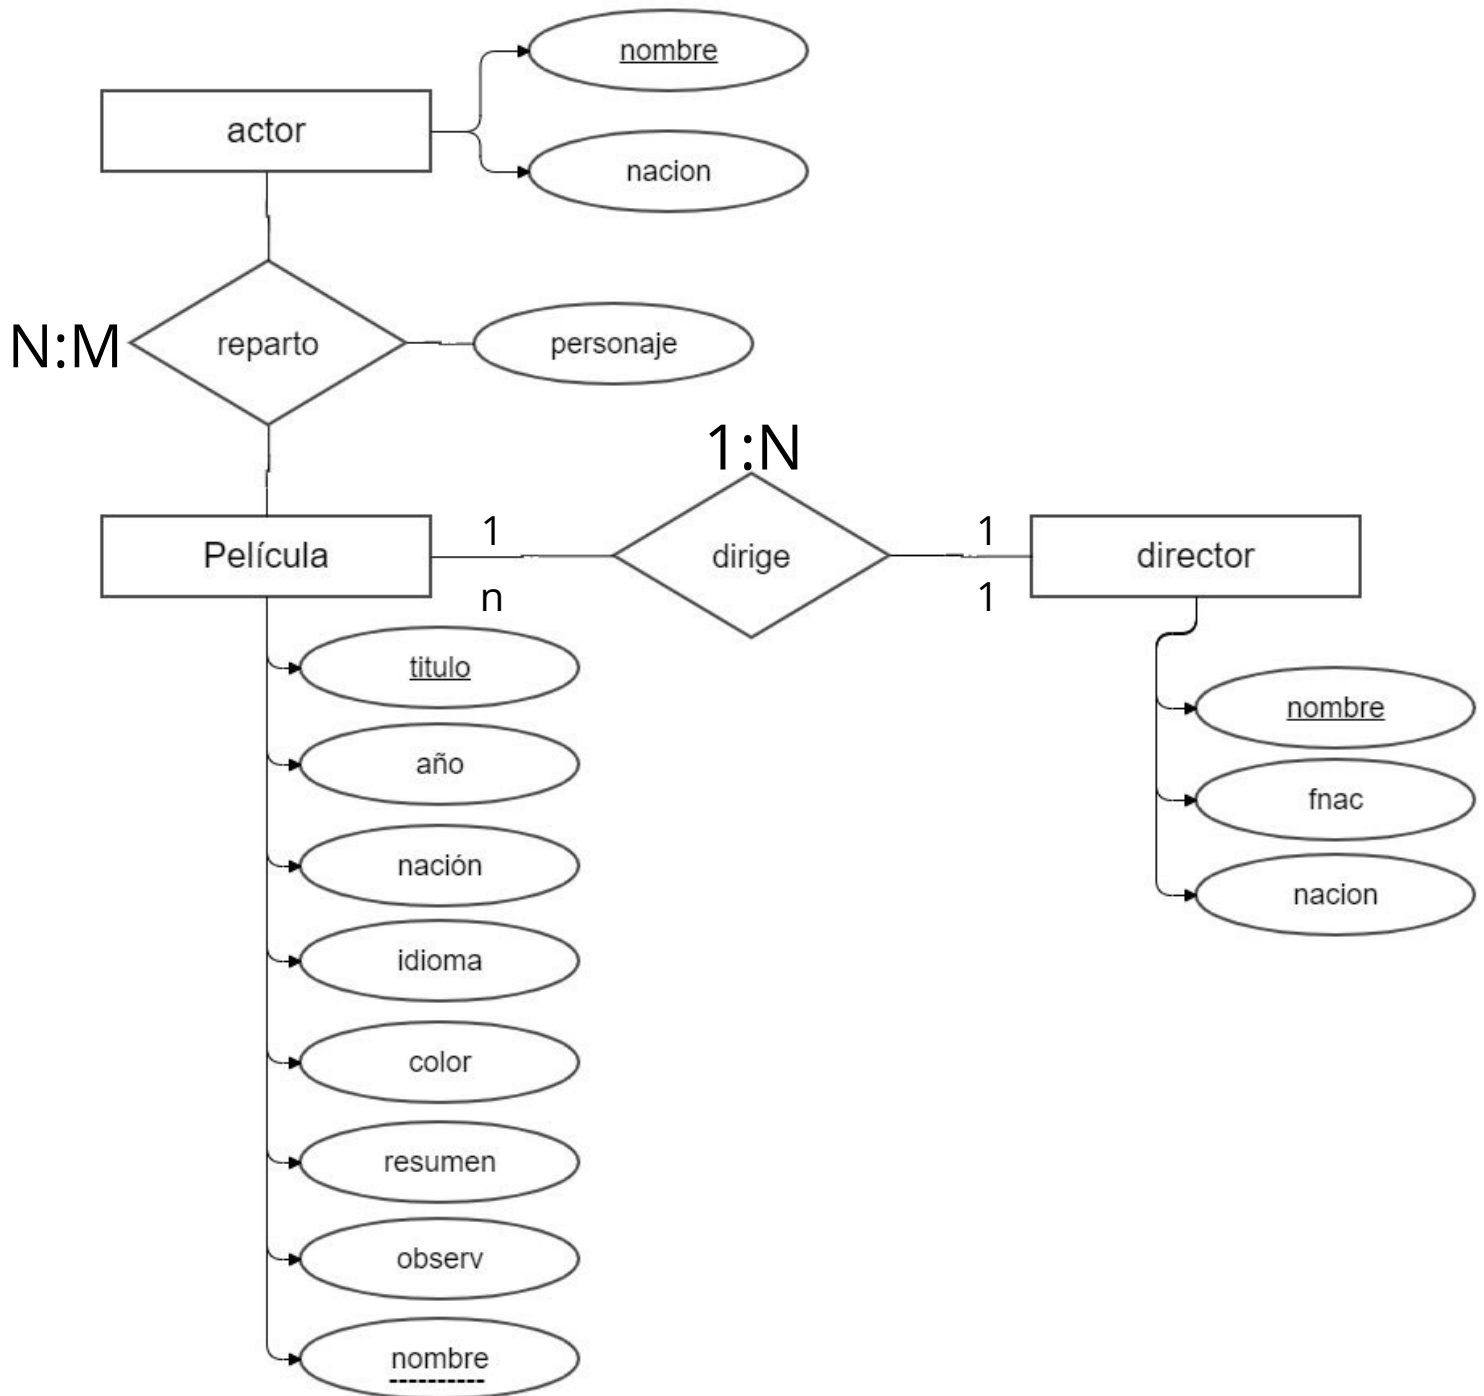 nombre
actor
nacion
N:M
reparto
personaje
1:N
Película
1
dirige
1
director
n
1
titulo
nombre
año
fnac
nación
nacion
idioma
color
resumen
observ
nombre